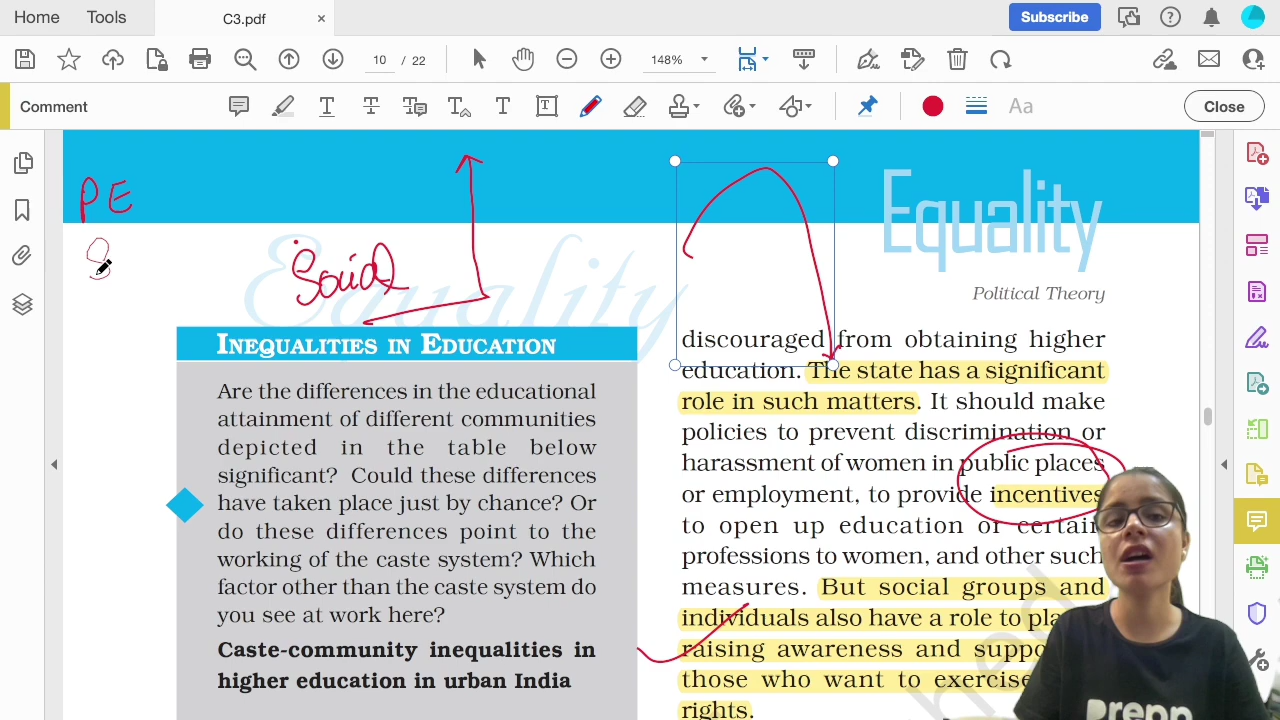 Home
Tools
C3.pdf
×
Subscribe
10 / 22
148%
Comment
Aa
Close
PE
Social
Equality
Equality
Political Theory
INEQUALITIES IN EDUCATION
Are the differences in the educational
attainment of different communities
depicted in the table below
significant? Could these differences
have taken place just by chance? Or
do these differences point to the
working of the caste system? Which
factor other than the caste system do
you see at work here?
Caste-community inequalities in
higher education in urban India
discouraged from obtaining higher
education. The state has a significant
role in such matters. It should make
policies to prevent discrimination or
harassment of women in public places
or employment, to provide incentives
to open up education or certain
professions to women, and other such
measures. But social groups and
individuals also have a role to
raising awareness and
those who want to exercise
rights.